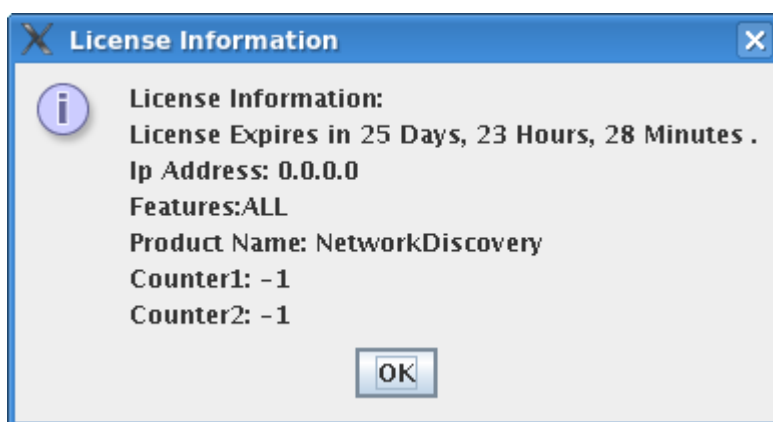 License Information
License Information:
License Expires in 25 Days, 23 Hours, 28 Minutes .
Ip Address: 0.0.0.0
Features:ALL
Product Name: NetworkDiscovery
Counter1: -1
Counter2: -1
OK